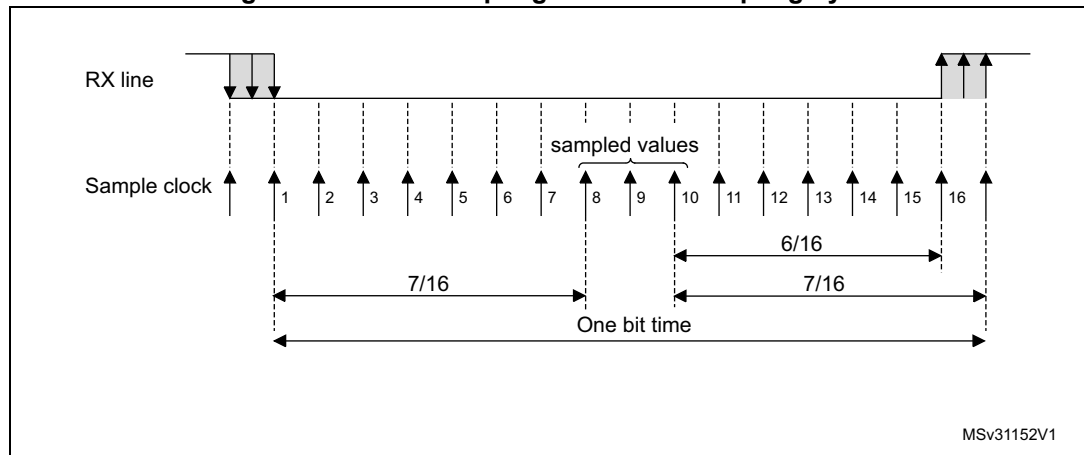 RX line
sampled values
Sample clock
1 2 3 4 5 6 7 8 9 10 11 12 13 14 15 16
6/16
7/16 7/16
One bit time
MSv31152V1